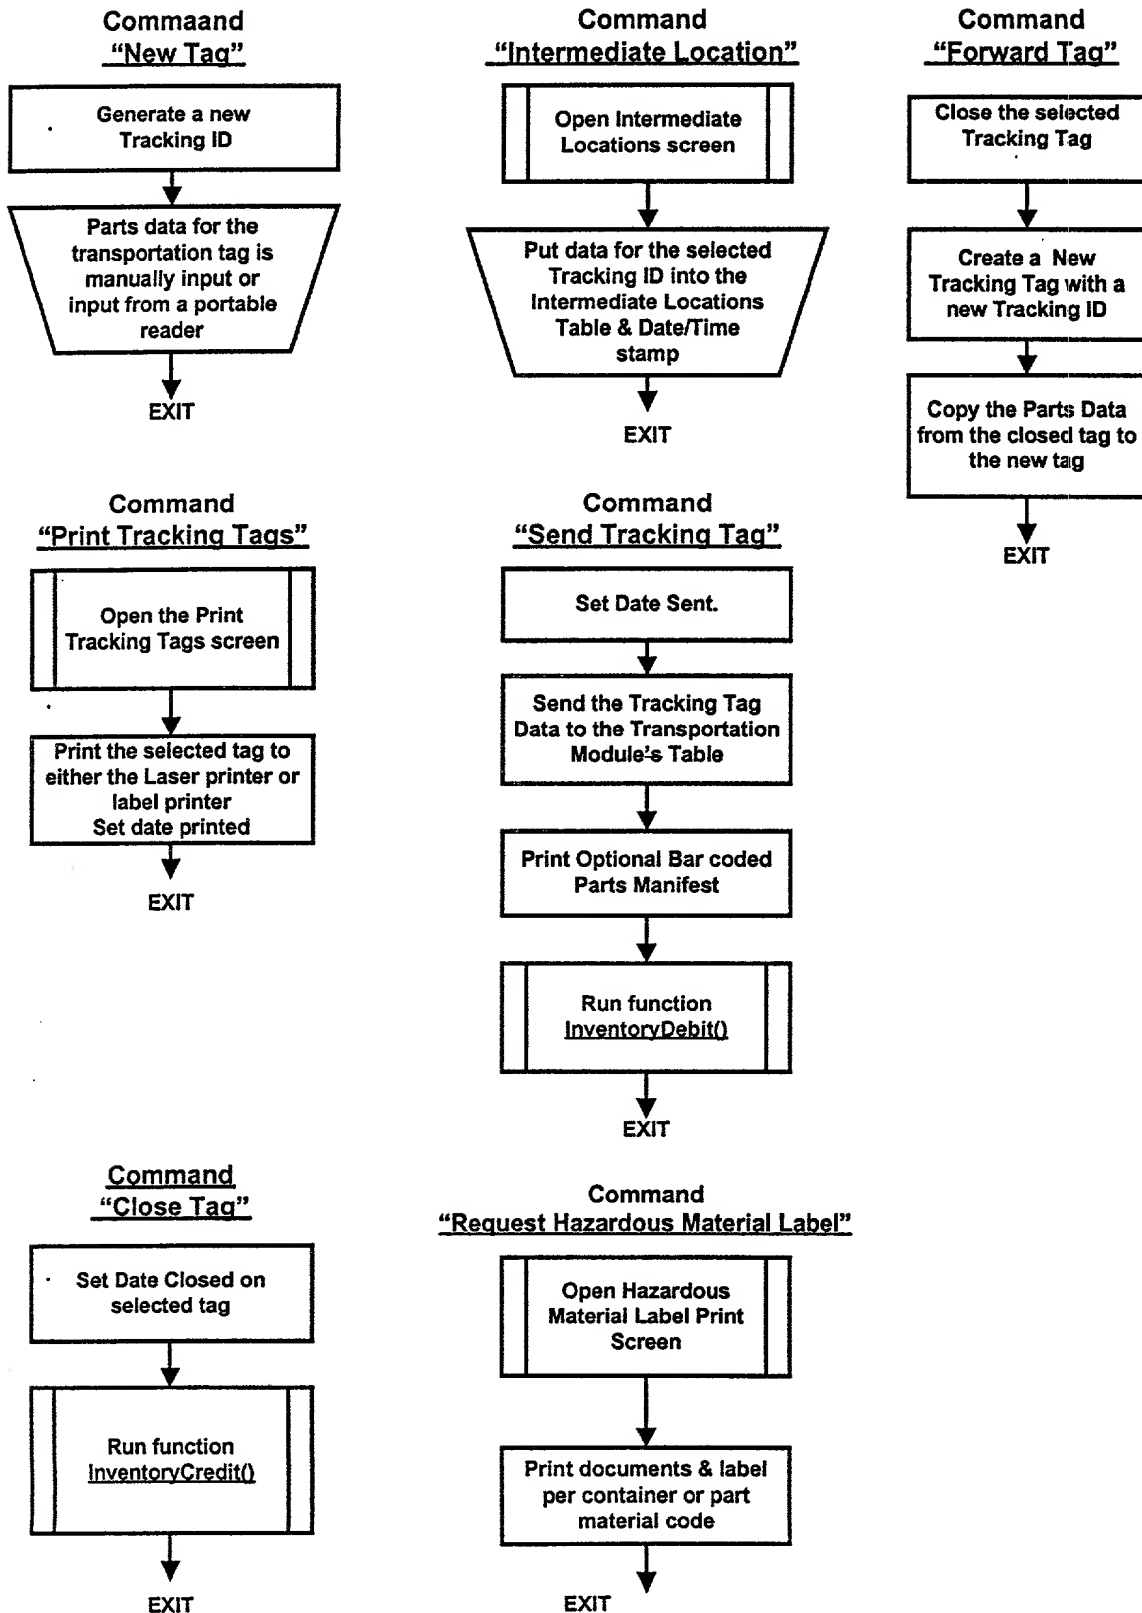 Commaand
“New Tag”
Generate a new
Tracking ID
Parts data for the
transportation tag is
manually input or
input from a portable
reader
EXIT
Command
“Intermediate Location”
Open Intermediate
Locations screen
Put data for the selected
Tracking ID into the
Intermediate Locations
Table & Date/Time
stamp
EXIT
Command
“Forward Tag”
Close the selected
Tracking Tag
Create a New
Tracking Tag with a
new Tracking ID
Copy the Parts Data
from the closed tag to
the new tag
EXIT
Command
“Print Tracking Tags”
Open the Print
Tracking Tags screen
Print the selected tag to
either the Laser printer or
label printer
Set date printed
EXIT
Command
“Send Tracking Tag”
Set Date Sent.
Send the Tracking Tag
Data to the Transportation
Module's Table
Print Optional Bar coded
Parts Manifest
Run function
InventoryDebit()
EXIT
Command
“Close Tag”
Set Date Closed on
selected tag
Run function
InventoryCredit()
EXIT
Command
“Request Hazardous Material Label”
Open Hazardous
Material Label Print
Screen
Print documents & label
per container or part
material code
EXIT